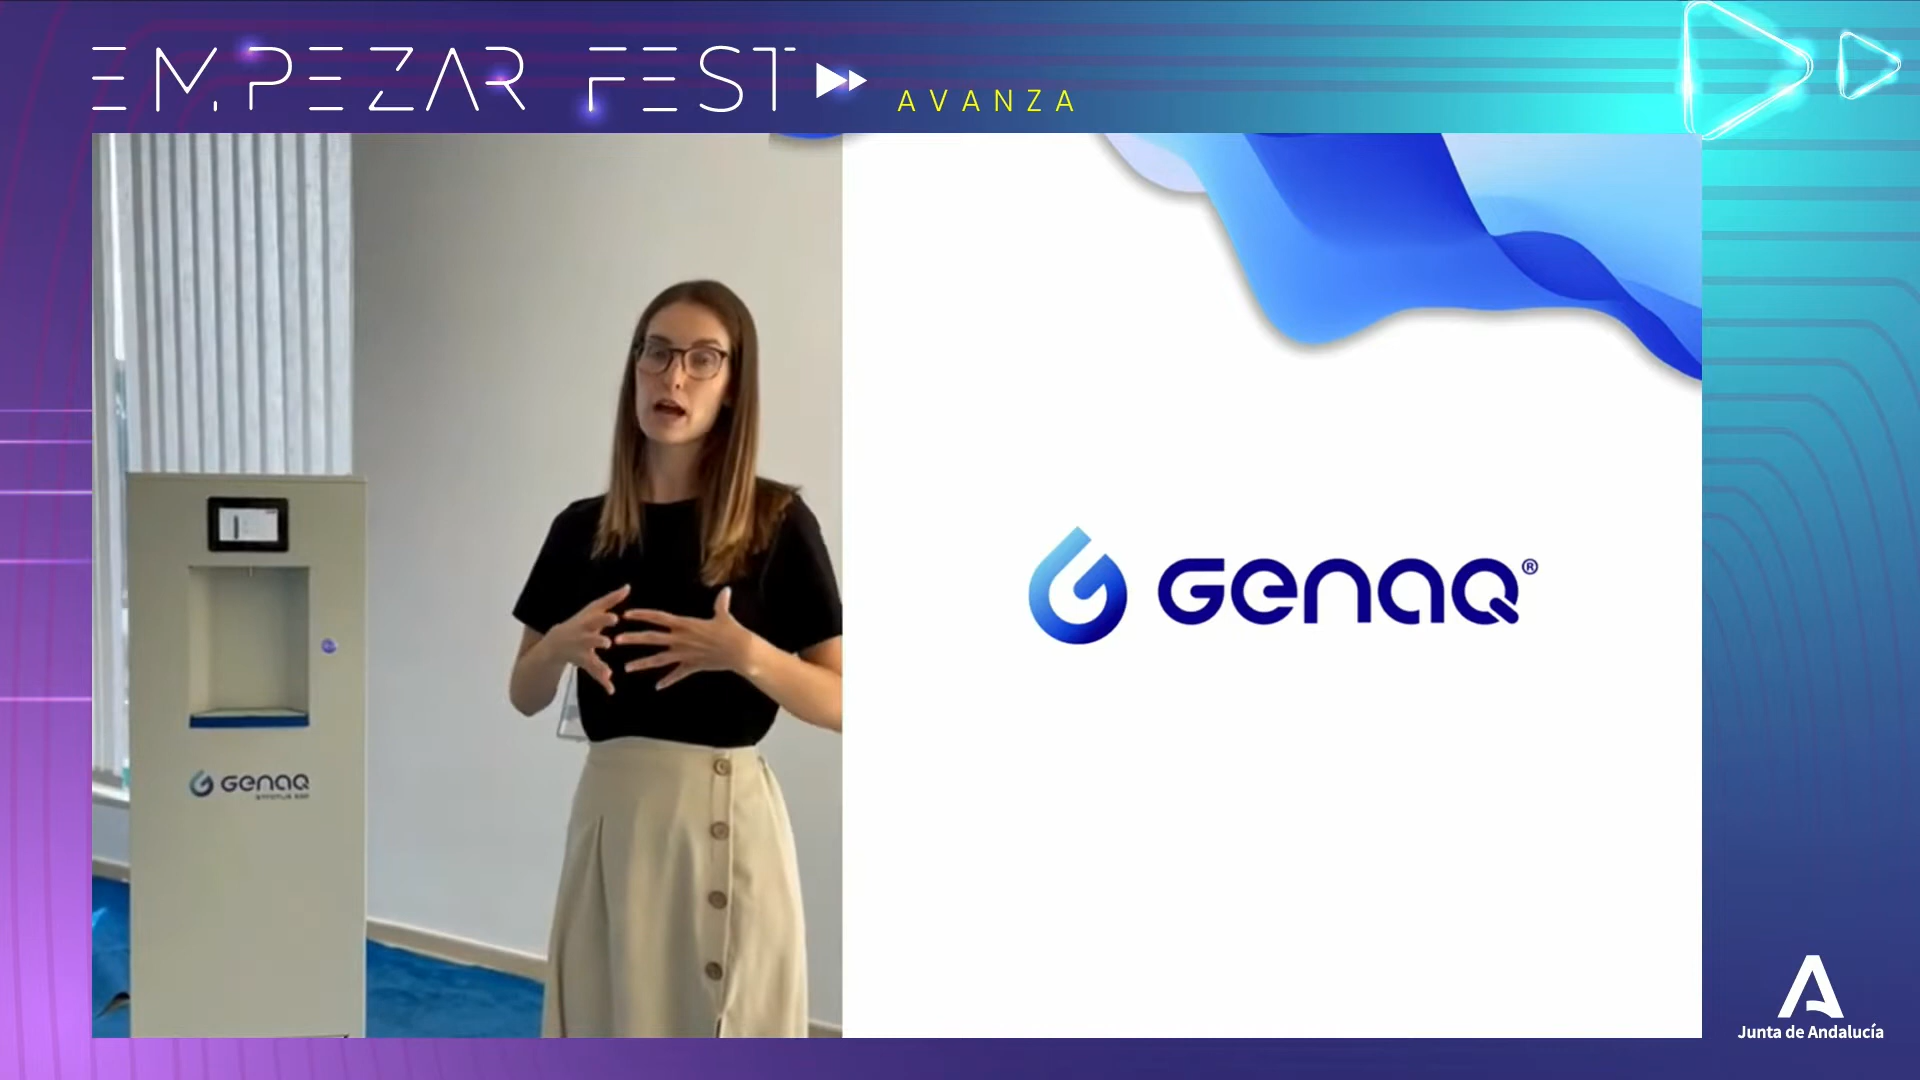 EMPEZAR FEST
AVANZA
GENAQ®
GENAQ
Junta de Andalucía